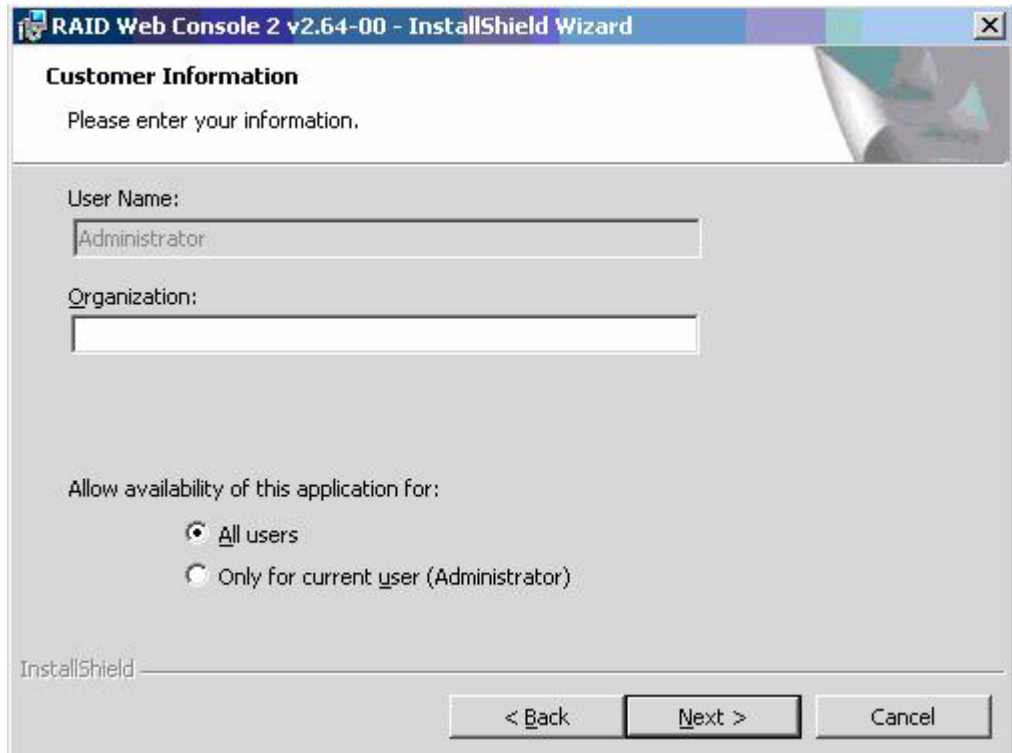 RAID Web Console 2 v2.64-00 - InstallShield Wizard
Customer Information
Please enter your information.
User Name:
Administrator
Organization:
Allow availability of this application for:
All users
Only for current user (Administrator)
InstallShield
< Back Next > Cancel